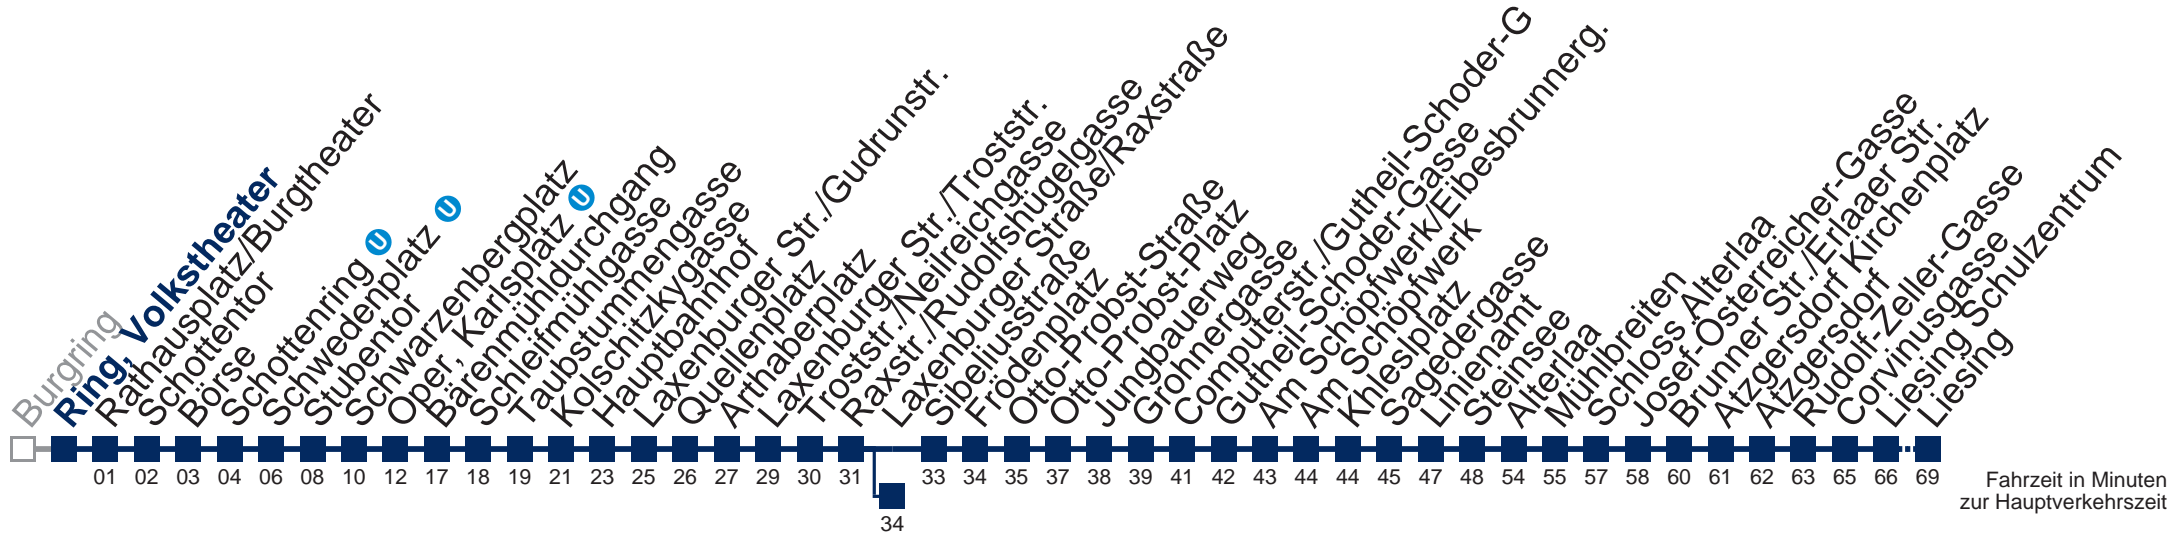 Burgring
Ring, Volkstheater
Rathausplatz/Burgtheater
Schottentor
Börse
Schottenring U
Schwedenplatz U
Stubentor
Schwarzenbergplatz
Oper, Karlsplatz U
Bärenmühldurchgang
Schleifmühlgasse
Taubstummengasse
Kolschitzkygasse
Hauptbahnhof
Laxenburger Str./Gudrunstr.
Quellenplatz
Arthaberplatz
Laxenburger Str./Troststr.
Troststr./Neilreichgasse
Raxstr./Rudolfshügelgasse
Laxenburger Straße/Raxstraße
Sibeliusstraße
Frödenplatz
Otto-Probst-Straße
Otto-Probst-Platz
Jungbauerweg
Grohnergasse
Computerstr./Gutheil-Schoder-G
Gutheil-Schoder-Gasse
Am Schöpfwerk/Eibesbrunnerg.
Am Schöpfwerk
Khleslplatz
Sagedergasse
Linienamt
Steinsee
Alterlaa
Mühlbreiten
Schloss Alterlaa
Josef-Österreicher-Gasse
Brunner Str./Erlaaer Str.
Atzgersdorf Kirchenplatz
Atzgersdorf
Rudolf-Zeller-Gasse
Corvinusgasse
Liesing Schulzentrum
Liesing
01 02 03 04 06 08 10 12 17 18 19 21 23 25 26 27 29 30 31 33 34 35 37 38 39 41 42 43 44 44 45 47 48 54 55 57 58 60 61 62 63 65 66 69
34
Fahrzeit in Minuten
zur Hauptverkehrszeit